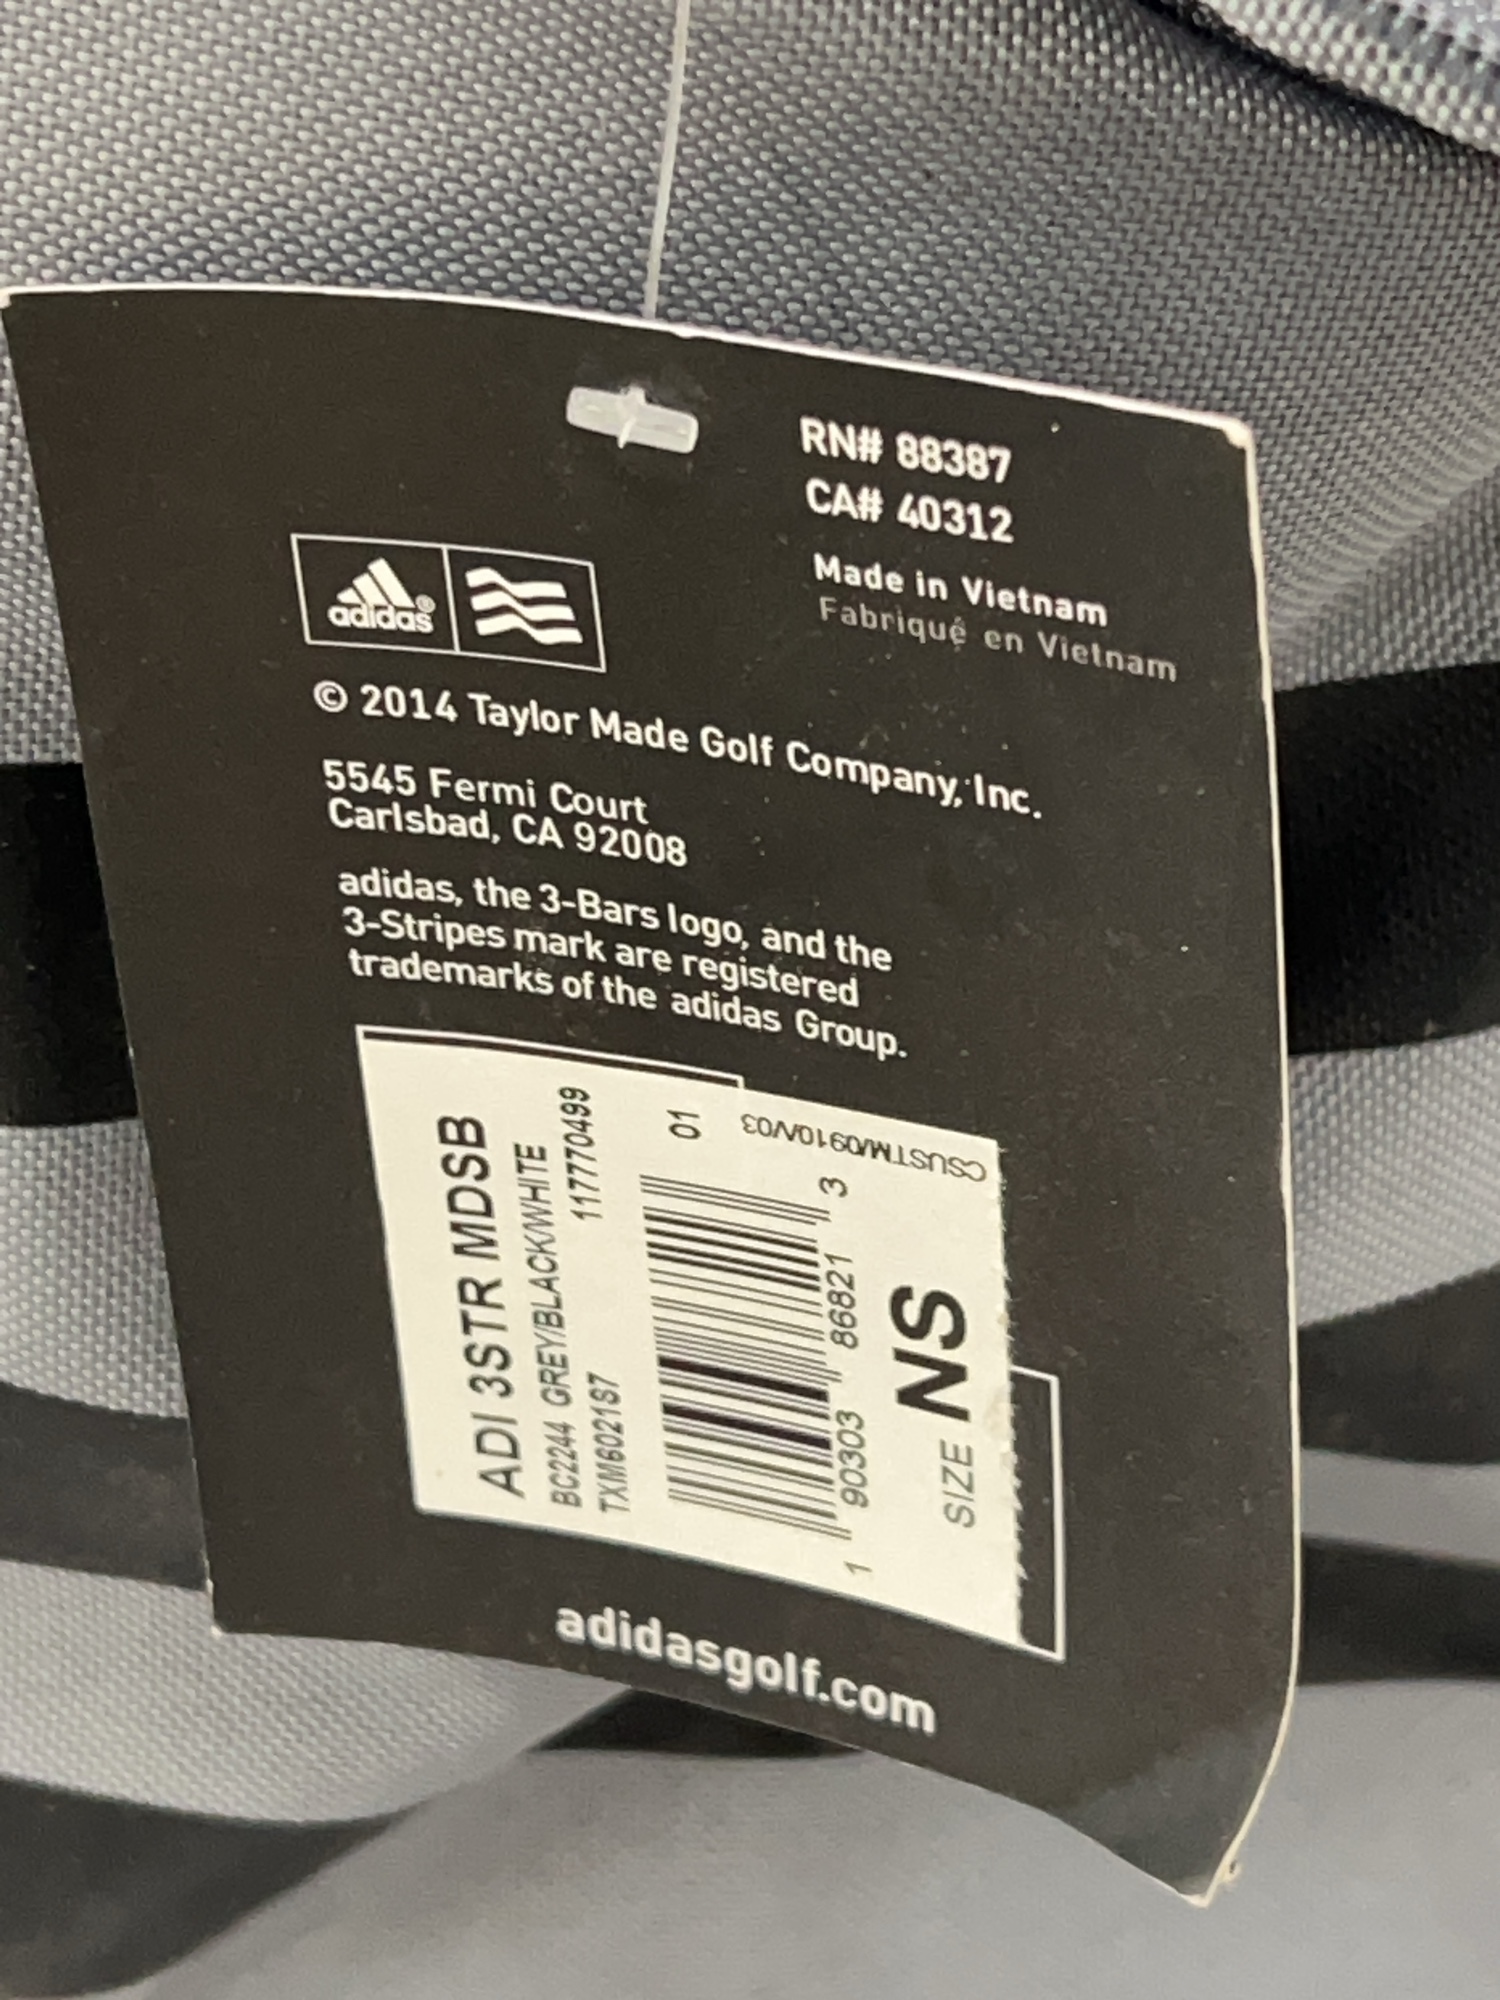 RN# 88387
CA# 40312
Made in Vietnam
Fabriqué en Vietnam
adidas®
© 2014 Taylor Made Golf Company, Inc.
5545 Fermi Court
Carlsbad, CA 92008
adidas, the 3-Bars logo, and the
3-Stripes mark are registered
trademarks of the adidas Group.
ADI 3STR MDSB
BC2244 GREY/BLACK/WHITE
TXM6021S7 117770499
01
1 90303 86821 3
SIZE NS
CSUSTM/0910/V03
adidasgolf.com